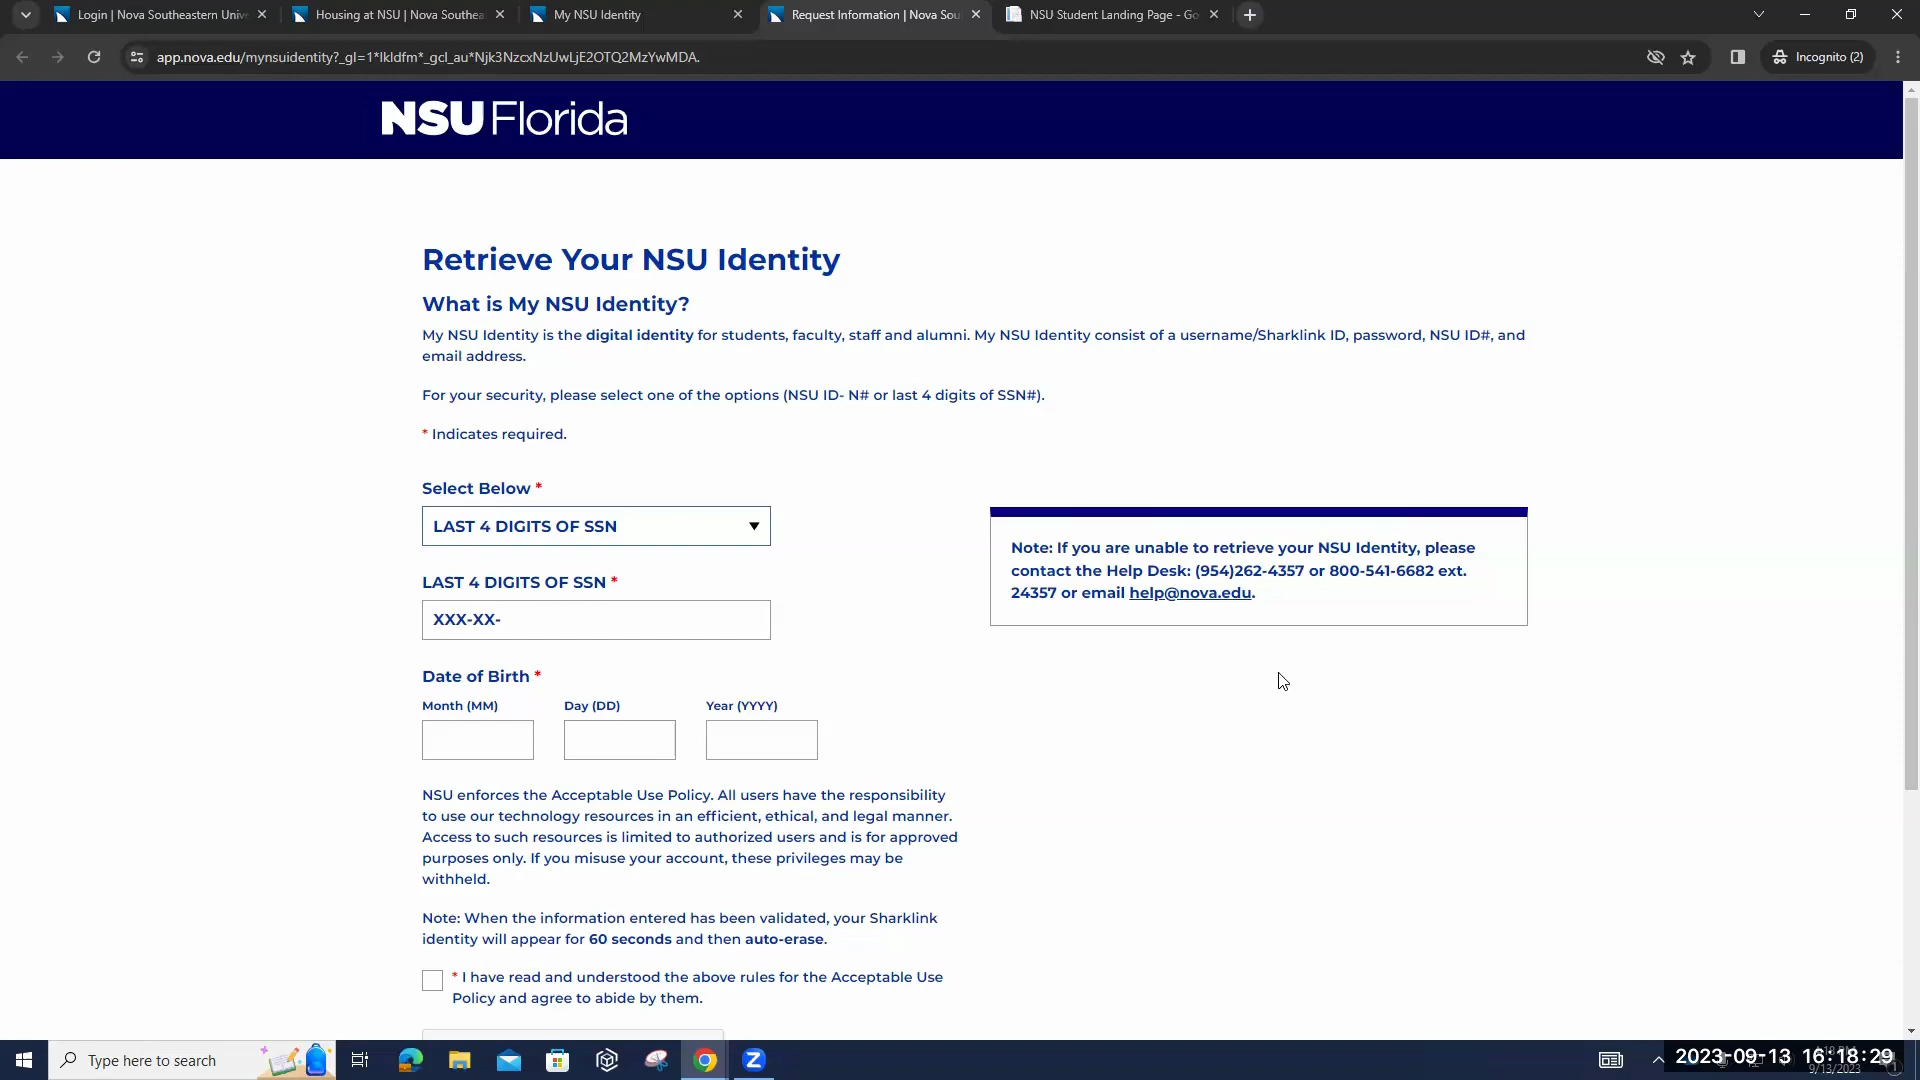 Login | Nova Southeastern Unive
Housing at NSU | Nova Southea
My NSU Identity
Request Information | Nova Sou
NSU Student Landing Page - Go
app.nova.edu/mynsuidentity?_gl=1*lkldfm*_gcl_au*Njk3NzcxNzUwLjE2OTQ2MzYwMDA.
Incognito (2)
NSU Florida
Retrieve Your NSU Identity
What is My NSU Identity?
My NSU Identity is the digital identity for students, faculty, staff and alumni. My NSU Identity consist of a username/Sharklink ID, password, NSU ID#, and
email address.
For your security, please select one of the options (NSU ID- N# or last 4 digits of SSN#).
* Indicates required.
Select Below *
LAST 4 DIGITS OF SSN
LAST 4 DIGITS OF SSN *
XXX-XX-
Date of Birth *
Month (MM) Day (DD) Year (YYYY)
Note: If you are unable to retrieve your NSU Identity, please
contact the Help Desk: (954)262-4357 or 800-541-6682 ext.
24357 or email help@nova.edu.
NSU enforces the Acceptable Use Policy. All users have the responsibility
to use our technology resources in an efficient, ethical, and legal manner.
Access to such resources is limited to authorized users and is for approved
purposes only. If you misuse your account, these privileges may be
withheld.
Note: When the information entered has been validated, your Sharklink
identity will appear for 60 seconds and then auto-erase.
* I have read and understood the above rules for the Acceptable Use
Policy and agree to abide by them.
Type here to search
2023-09-13 16:18:29
9/13/2023